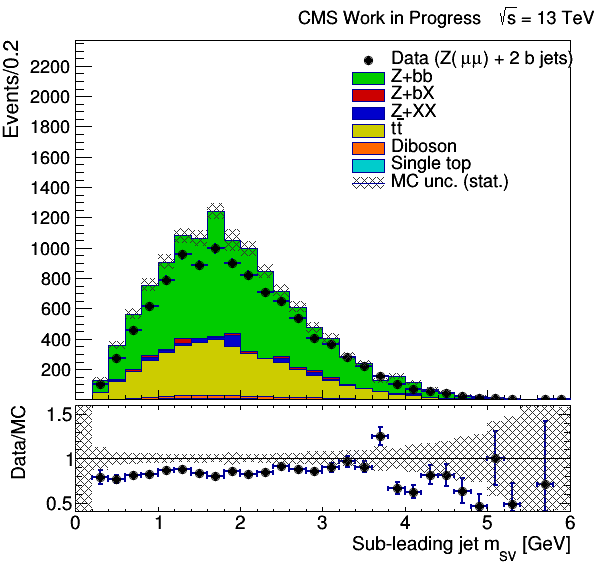 CMS Work in Progress √s = 13 TeV
Events/0.2
2200
2000
1800
1600
1400
1200
1000
800
600
400
200
Data (Z(μμ) + 2 b jets)
Z+bb
Z+bX
Z+XX
tt̄
Diboson
Single top
MC unc. (stat.)
Data/MC
1.5
1
0.5
0 1 2 3 4 5 6
Sub-leading jet m_SV [GeV]